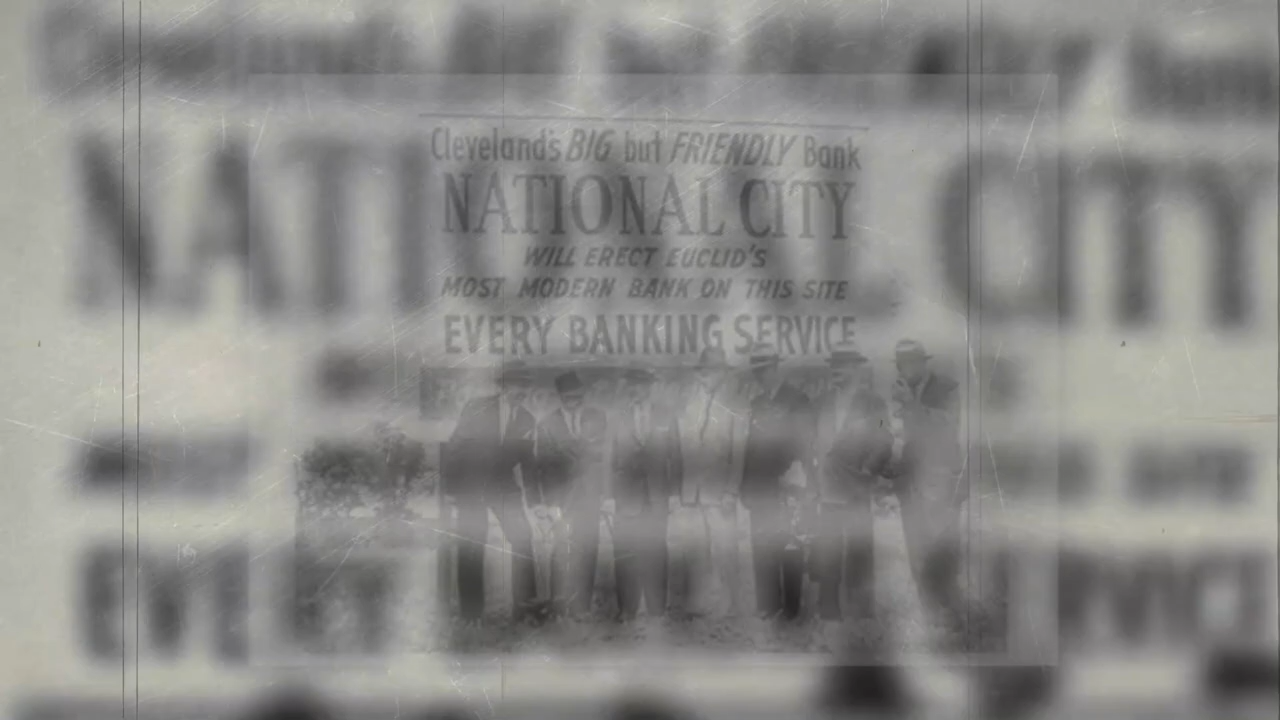 Cleveland's BIG but FRIENDLY Bank
NATIONAL CITY
WILL ERECT EUCLID'S
MOST MODERN BANK ON THIS SITE
EVERY BANKING SERVICE